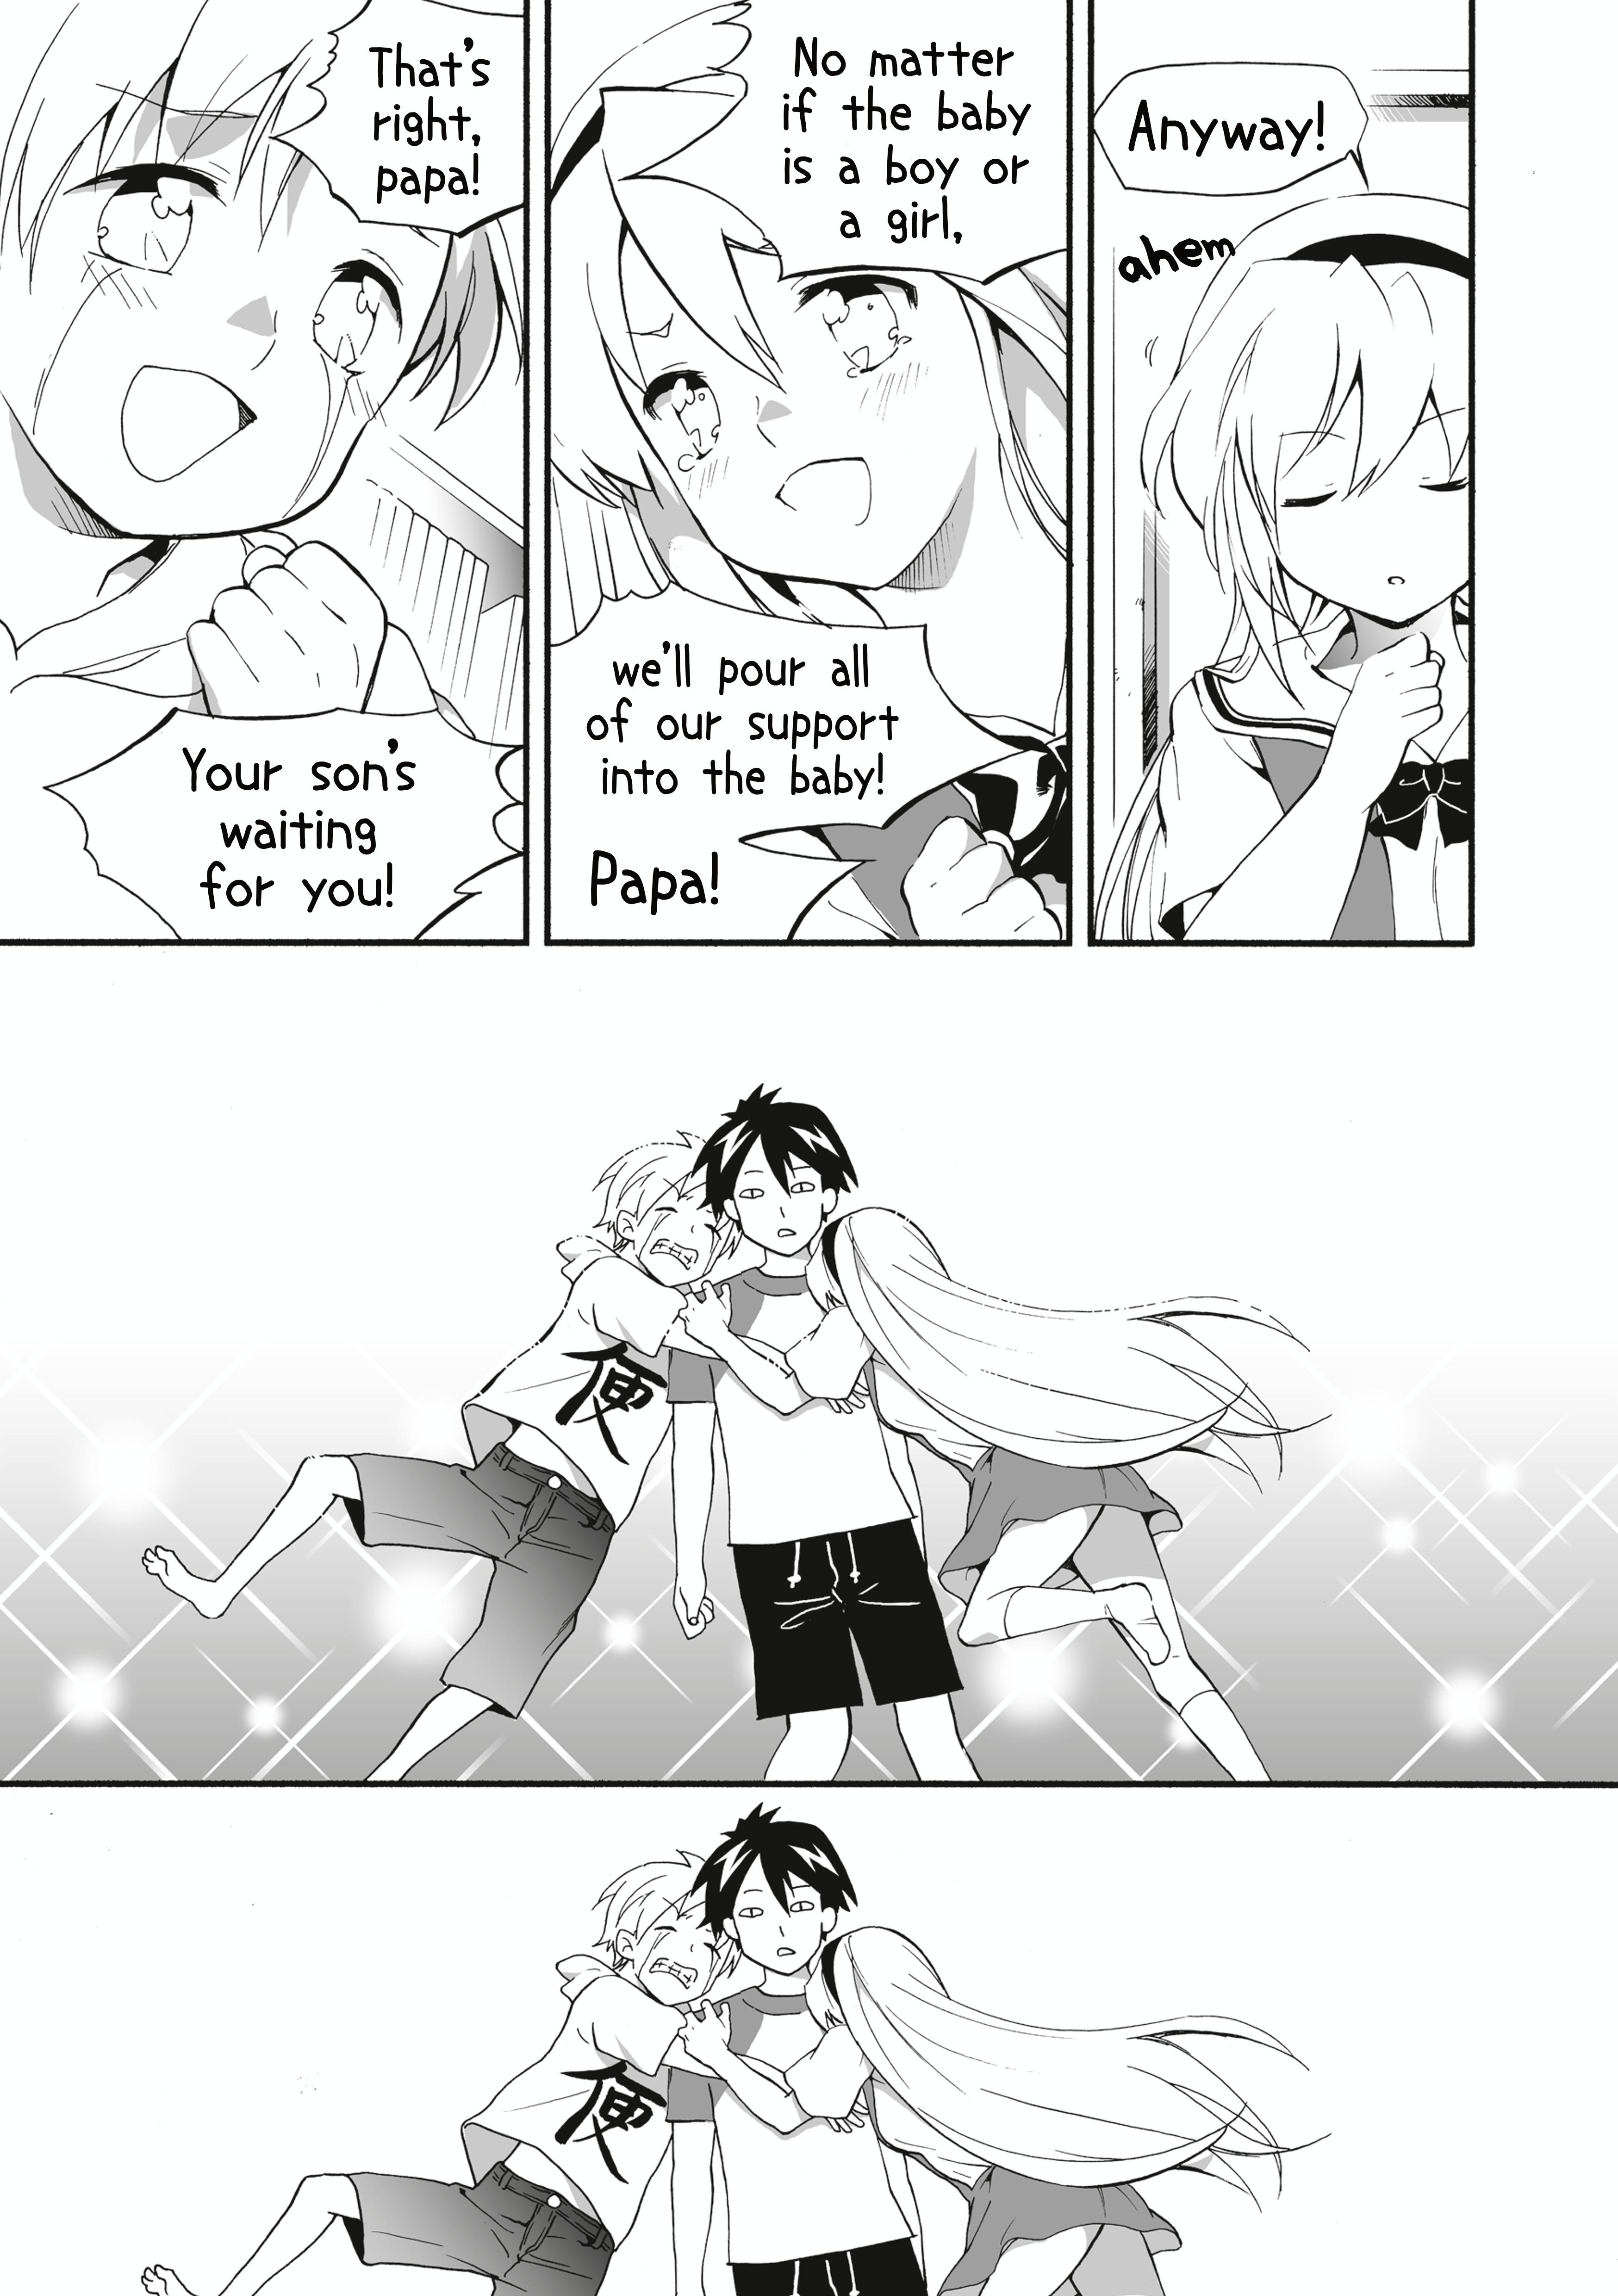 Anyway!
ahem
No matter
if the baby
is a boy or
a girl,
we'll pour all
of our support
into the baby!
Papa!
That's
right,
papa!
Your son's
waiting
for you!
便
便